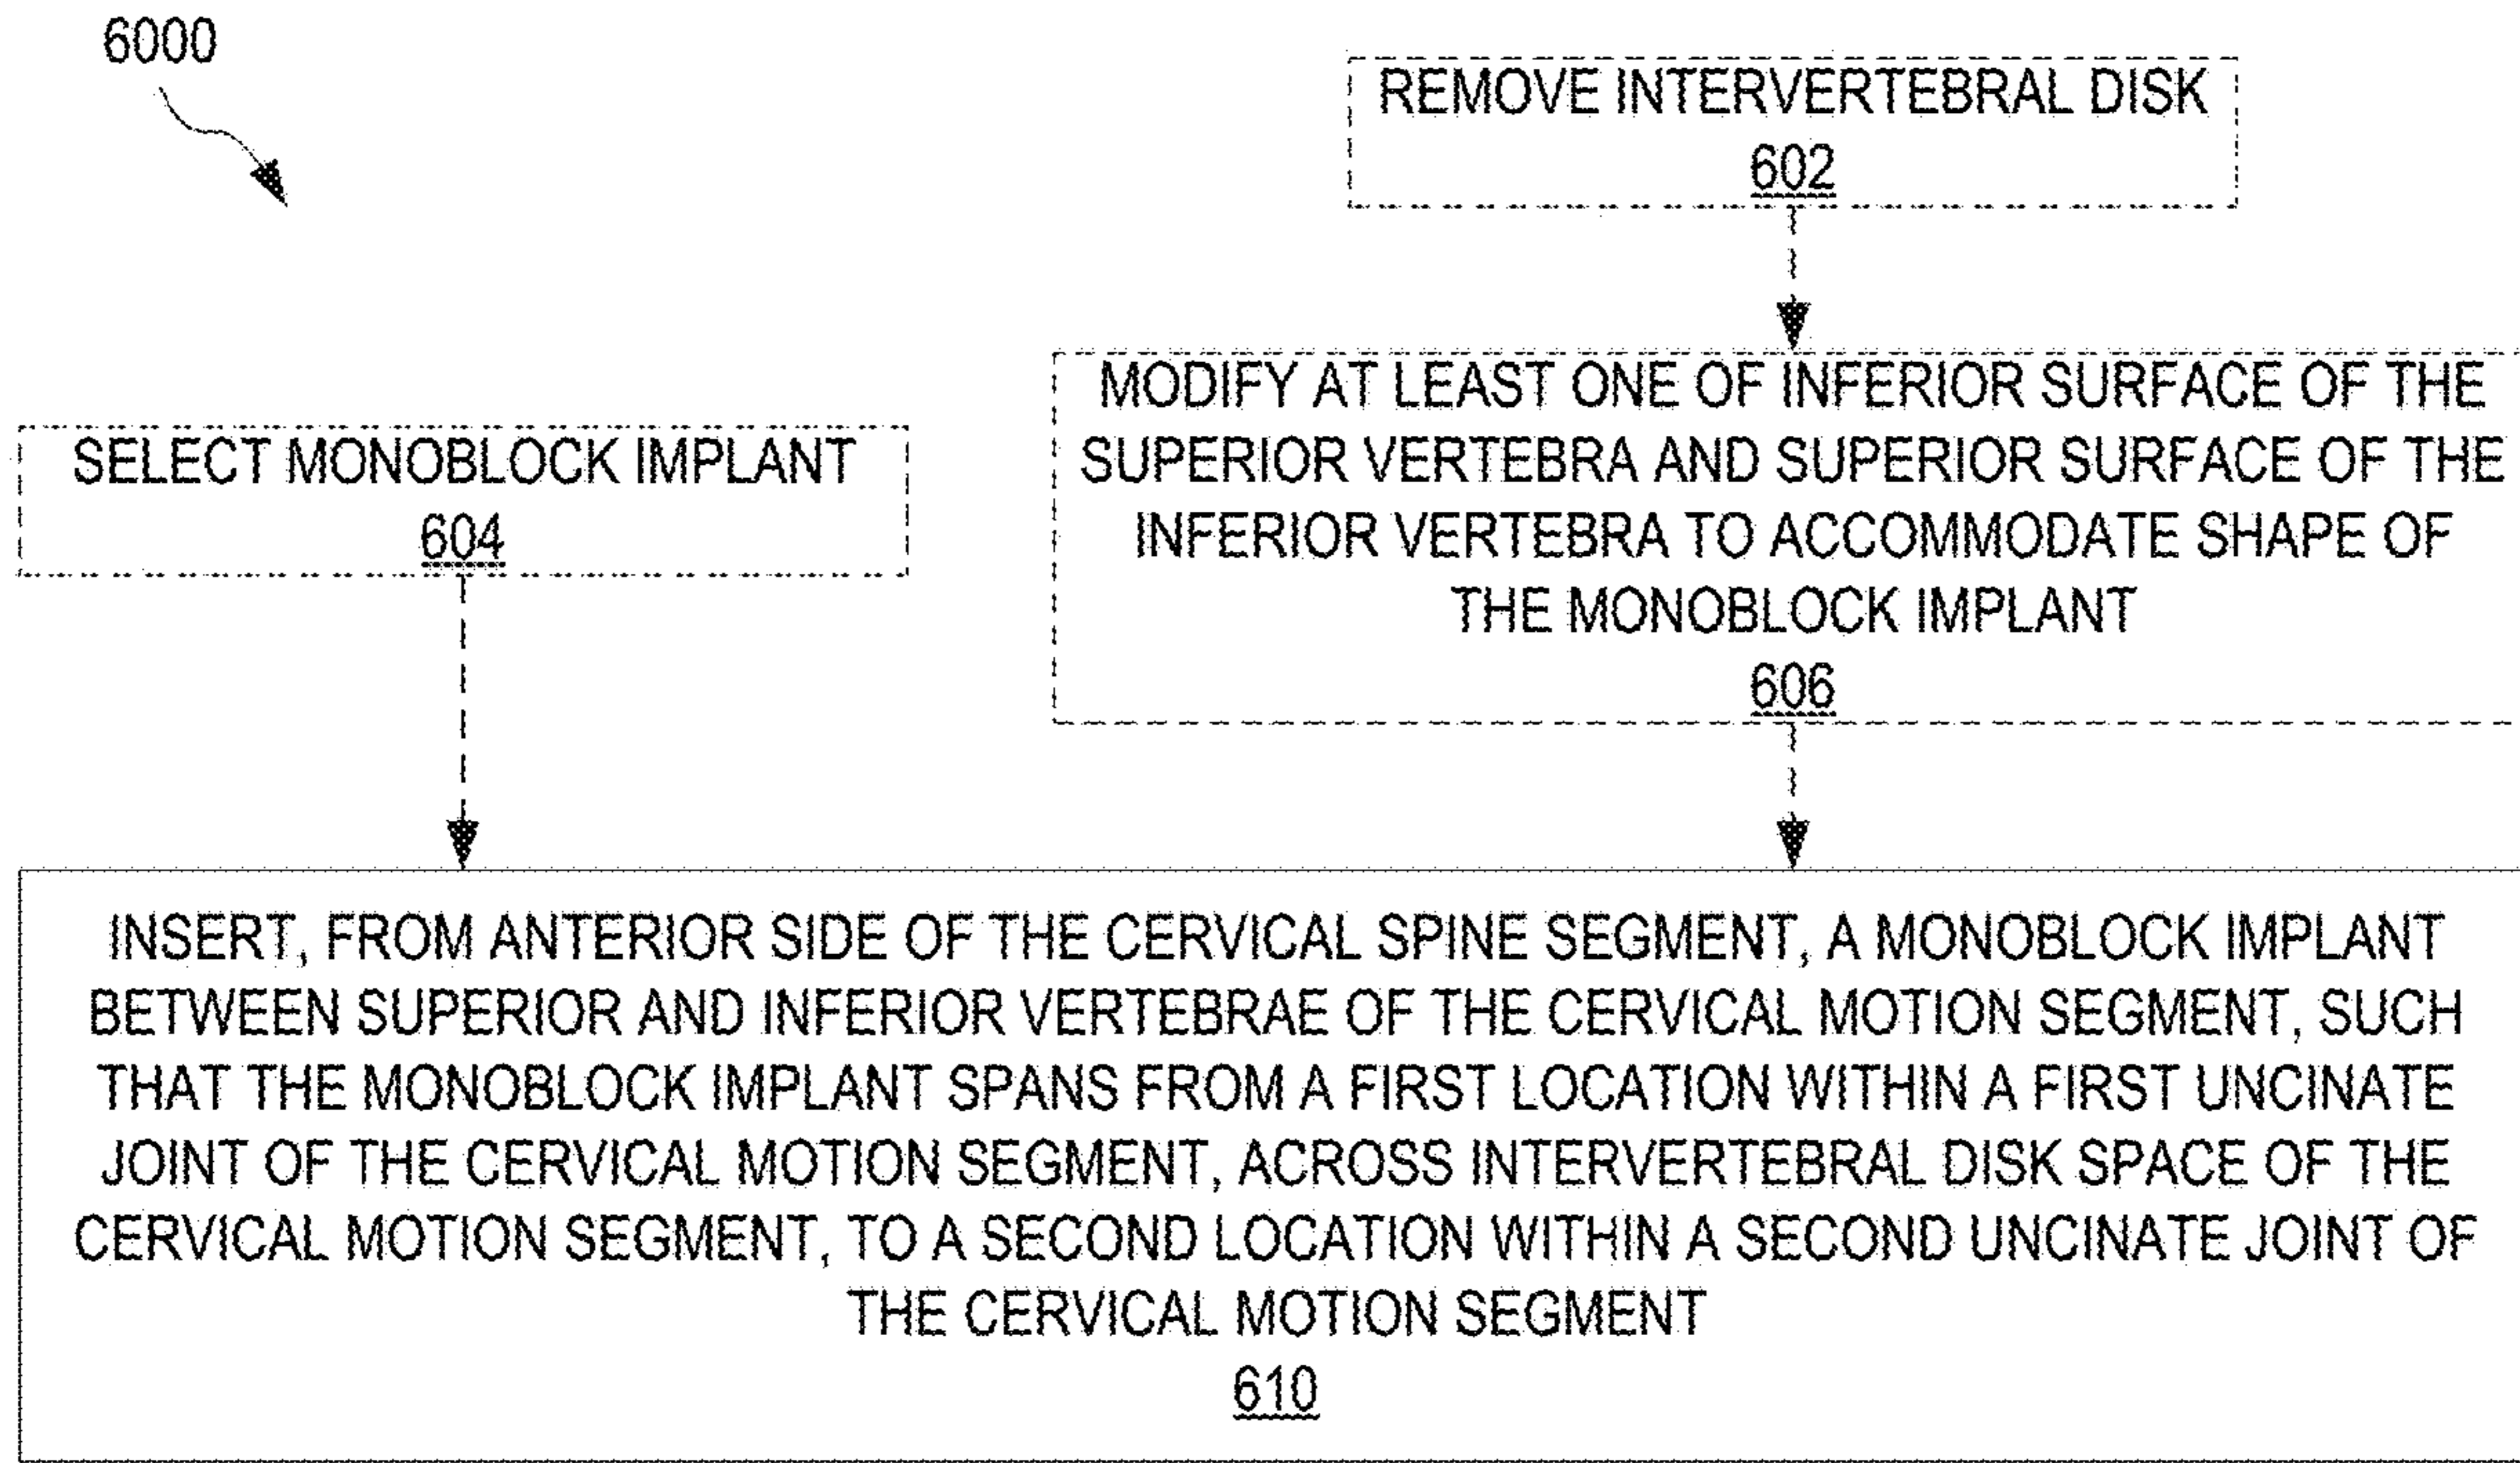 6000
REMOVE INTERVERTEBRAL DISK
602
SELECT MONOBLOCK IMPLANT
604
MODIFY AT LEAST ONE OF INFERIOR SURFACE OF THE
SUPERIOR VERTEBRA AND SUPERIOR SURFACE OF THE
INFERIOR VERTEBRA TO ACCOMMODATE SHAPE OF
THE MONOBLOCK IMPLANT
606
INSERT, FROM ANTERIOR SIDE OF THE CERVICAL SPINE SEGMENT, A MONOBLOCK IMPLANT
BETWEEN SUPERIOR AND INFERIOR VERTEBRAE OF THE CERVICAL MOTION SEGMENT, SUCH
THAT THE MONOBLOCK IMPLANT SPANS FROM A FIRST LOCATION WITHIN A FIRST UNCINATE
JOINT OF THE CERVICAL MOTION SEGMENT, ACROSS INTERVERTEBRAL DISK SPACE OF THE
CERVICAL MOTION SEGMENT, TO A SECOND LOCATION WITHIN A SECOND UNCINATE JOINT OF
THE CERVICAL MOTION SEGMENT
610